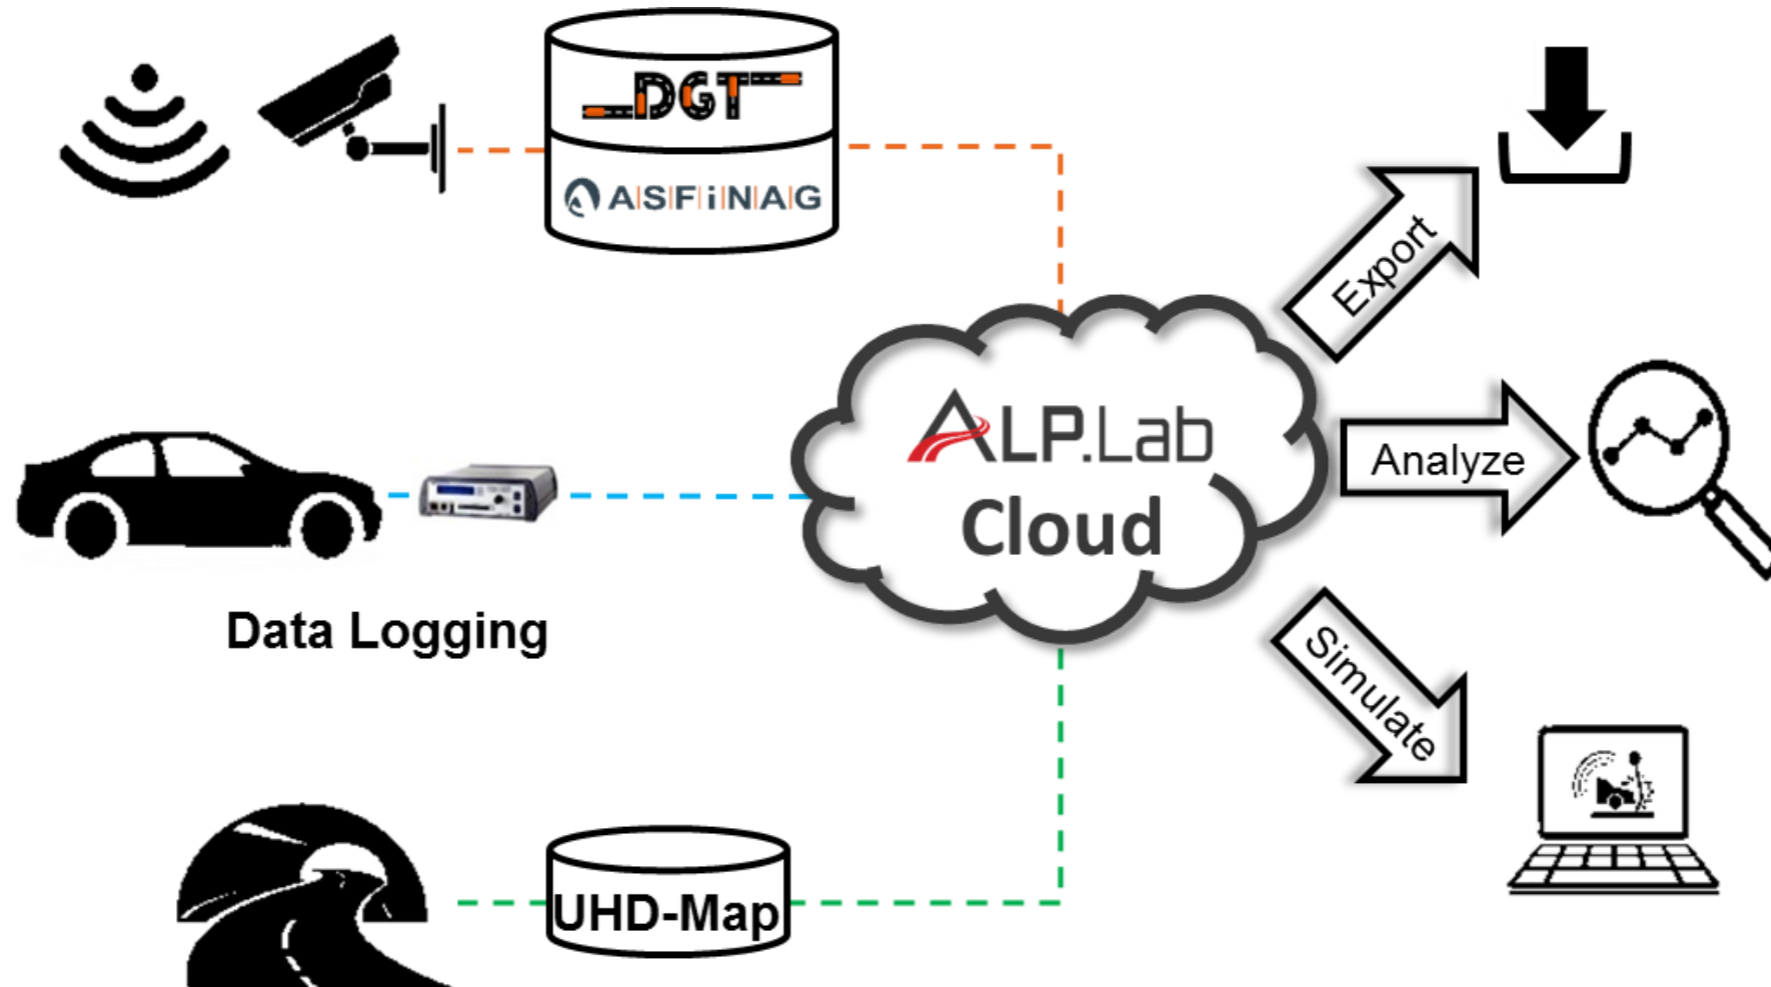 DGT
ASFiNAG
Export
ALP.Lab
Cloud
Analyze
Data Logging
Simulate
UHD-Map